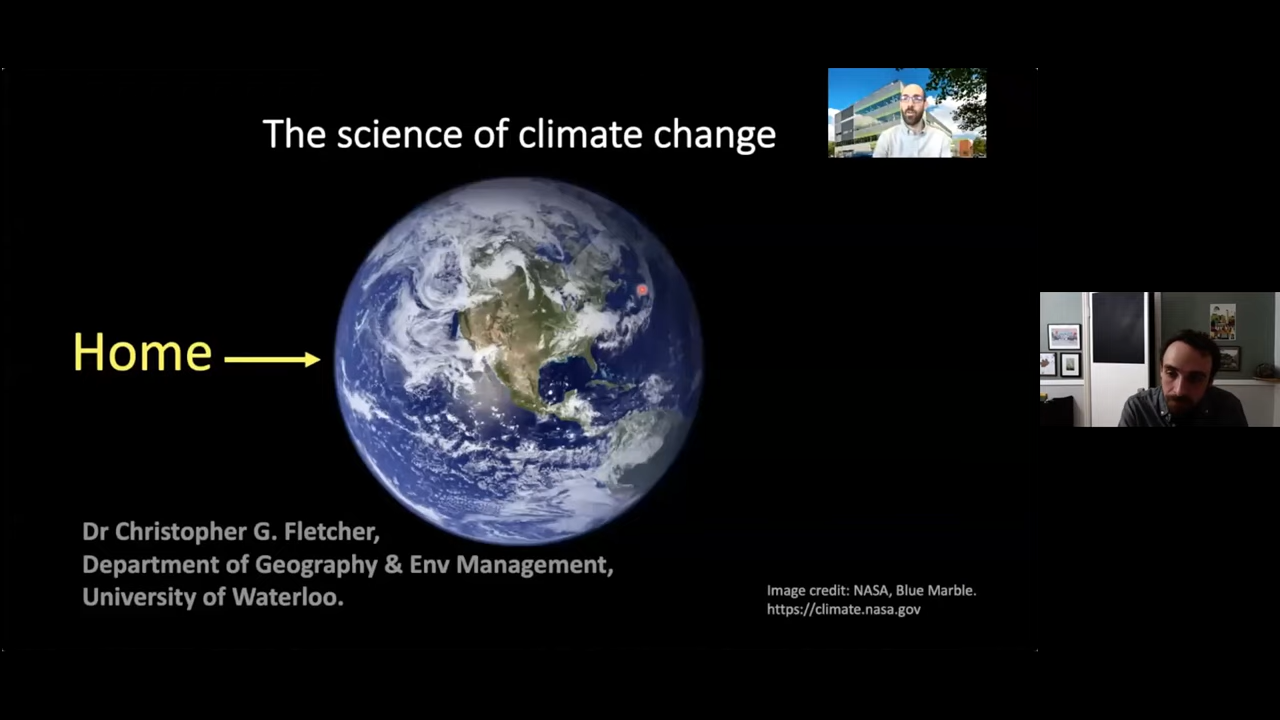 The science of climate change
Home
Dr Christopher G. Fletcher,
Department of Geography & Env Management,
University of Waterloo.
Image credit: NASA, Blue Marble.
https://climate.nasa.gov